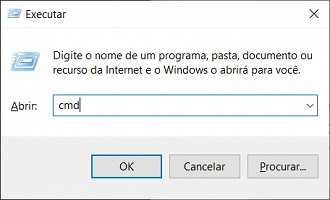 Executar
Digite o nome de um programa, pasta, documento ou
recurso da Internet e o Windows o abrirá para você.
Abrir: cmd
OK Cancelar Procurar...